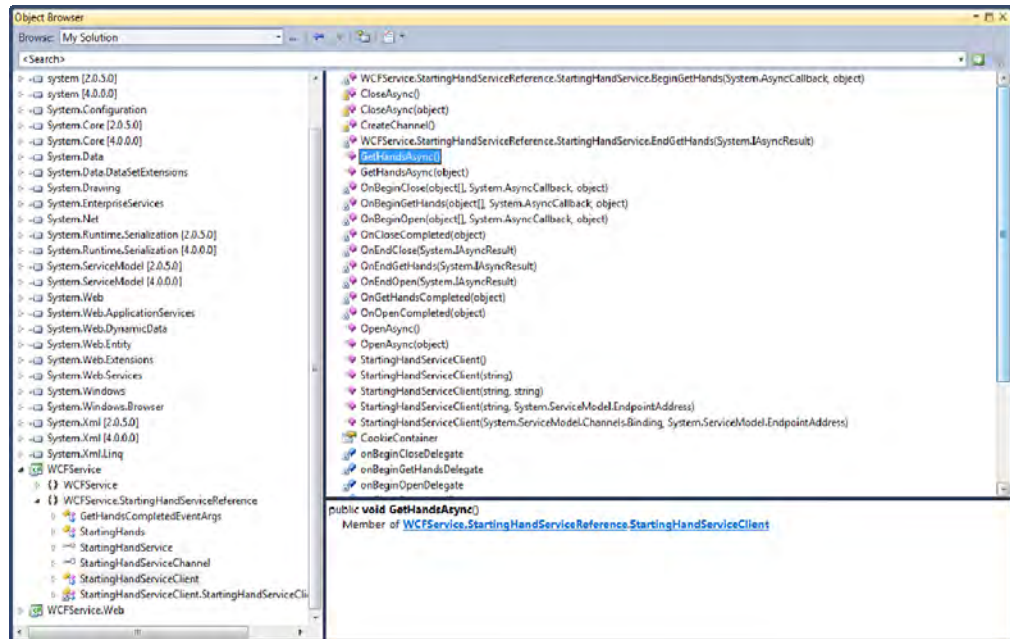 Object Browser
Browse: My Solution
<Search>
system [2.0.5.0]
system [4.0.0.0]
System.Configuration
System.Core [2.0.5.0]
System.Core [4.0.0.0]
System.Data
System.Data.DataSetExtensions
System.Drawing
System.EnterpriseServices
System.Net
System.Runtime.Serialization [2.0.5.0]
System.Runtime.Serialization [4.0.0.0]
System.ServiceModel [2.0.5.0]
System.ServiceModel [4.0.0.0]
System.Web
System.Web.ApplicationServices
System.Web.DynamicData
System.Web.Entity
System.Web.Extensions
System.Web.Services
System.Windows
System.Windows.Browser
System.Xml [2.0.5.0]
System.Xml [4.0.0.0]
System.Xml.Linq
WCFService
{} WCFService
{} WCFService.StartingHandServiceReference
GetHandsCompletedEventArgs
StartingHands
StartingHandService
StartingHandServiceChannel
StartingHandServiceClient
StartingHandServiceClient.StartingHandServiceCli
WCFService.Web
WCFService.StartingHandServiceReference.StartingHandService.BeginGetHands(System.AsyncCallback, object)
CloseAsync()
CloseAsync(object)
CreateChannel()
WCFService.StartingHandServiceReference.StartingHandService.EndGetHands(System.IAsyncResult)
GetHandsAsync()
GetHandsAsync(object)
OnBeginClose(object[], System.AsyncCallback, object)
OnBeginGetHands(object[], System.AsyncCallback, object)
OnBeginOpen(object[], System.AsyncCallback, object)
OnCloseCompleted(object)
OnEndClose(System.IAsyncResult)
OnEndGetHands(System.IAsyncResult)
OnEndOpen(System.IAsyncResult)
OnGetHandsCompleted(object)
OnOpenCompleted(object)
OpenAsync()
OpenAsync(object)
StartingHandServiceClient()
StartingHandServiceClient(string)
StartingHandServiceClient(string, string)
StartingHandServiceClient(string, System.ServiceModel.EndpointAddress)
StartingHandServiceClient(System.ServiceModel.Channels.Binding, System.ServiceModel.EndpointAddress)
CookieContainer
onBeginCloseDelegate
onBeginGetHandsDelegate
onBeginOpenDelegate
public void GetHandsAsync()
Member of WCFService.StartingHandServiceReference.StartingHandServiceClient